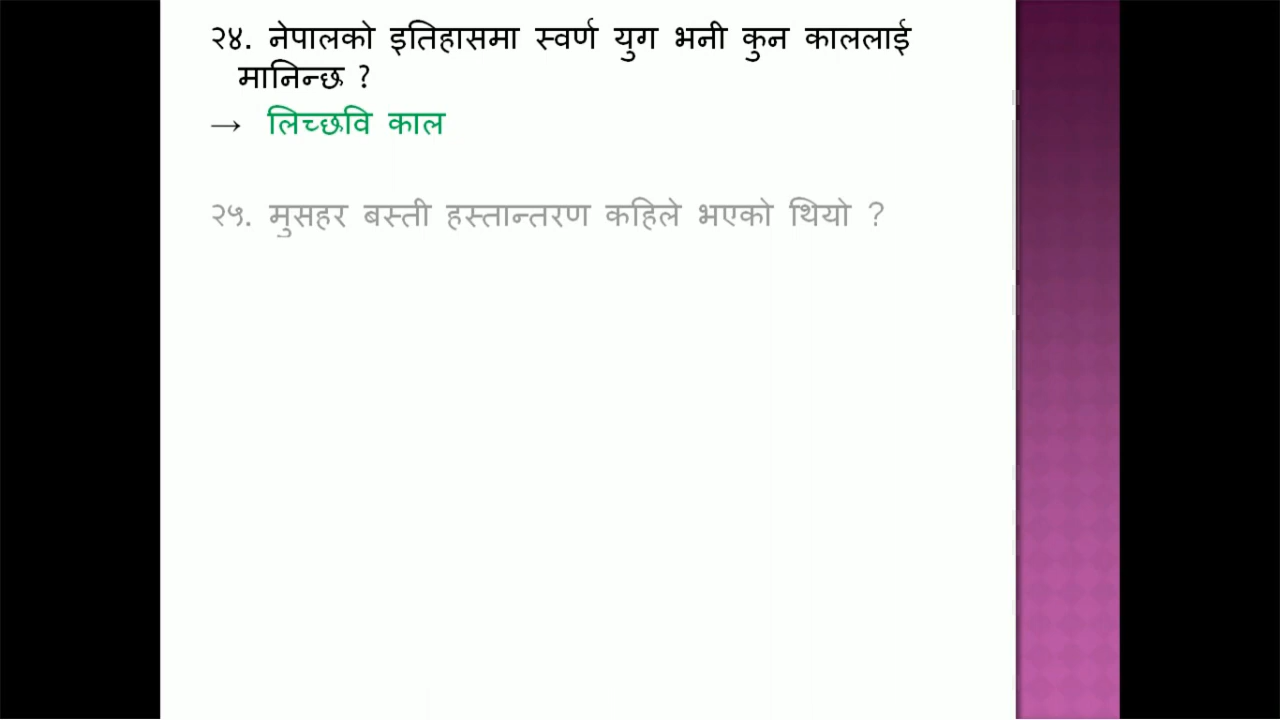 २४. नेपालको इतिहासमा स्वर्ण युग भनी कुन काललाई
मानिन्छ ?
→ लिच्छवि काल
२५. मुसहर बस्ती हस्तान्तरण कहिले भएको थियो ?